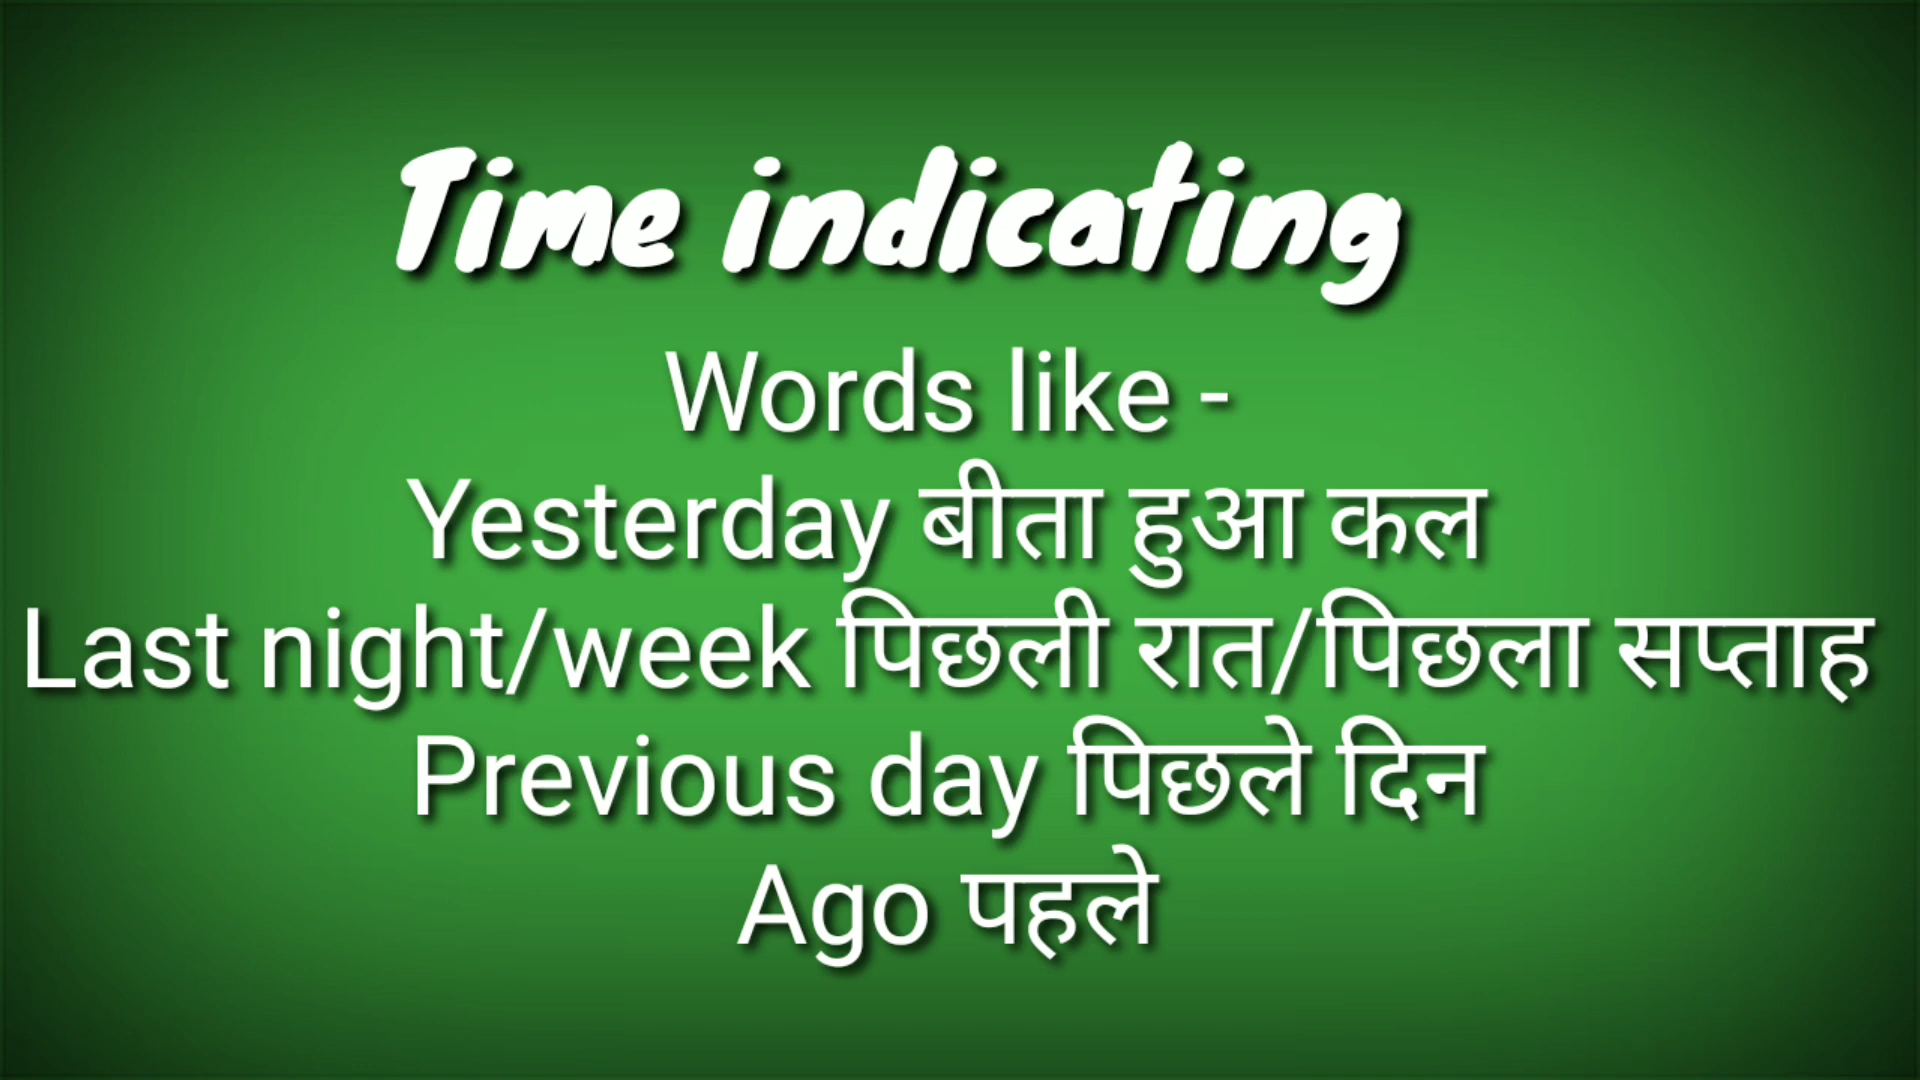 Time indicating
Words like -
Yesterday बीता हुआ कल
Last night/week पिछली रात/पिछला सप्ताह
Previous day पिछले दिन
Ago पहले